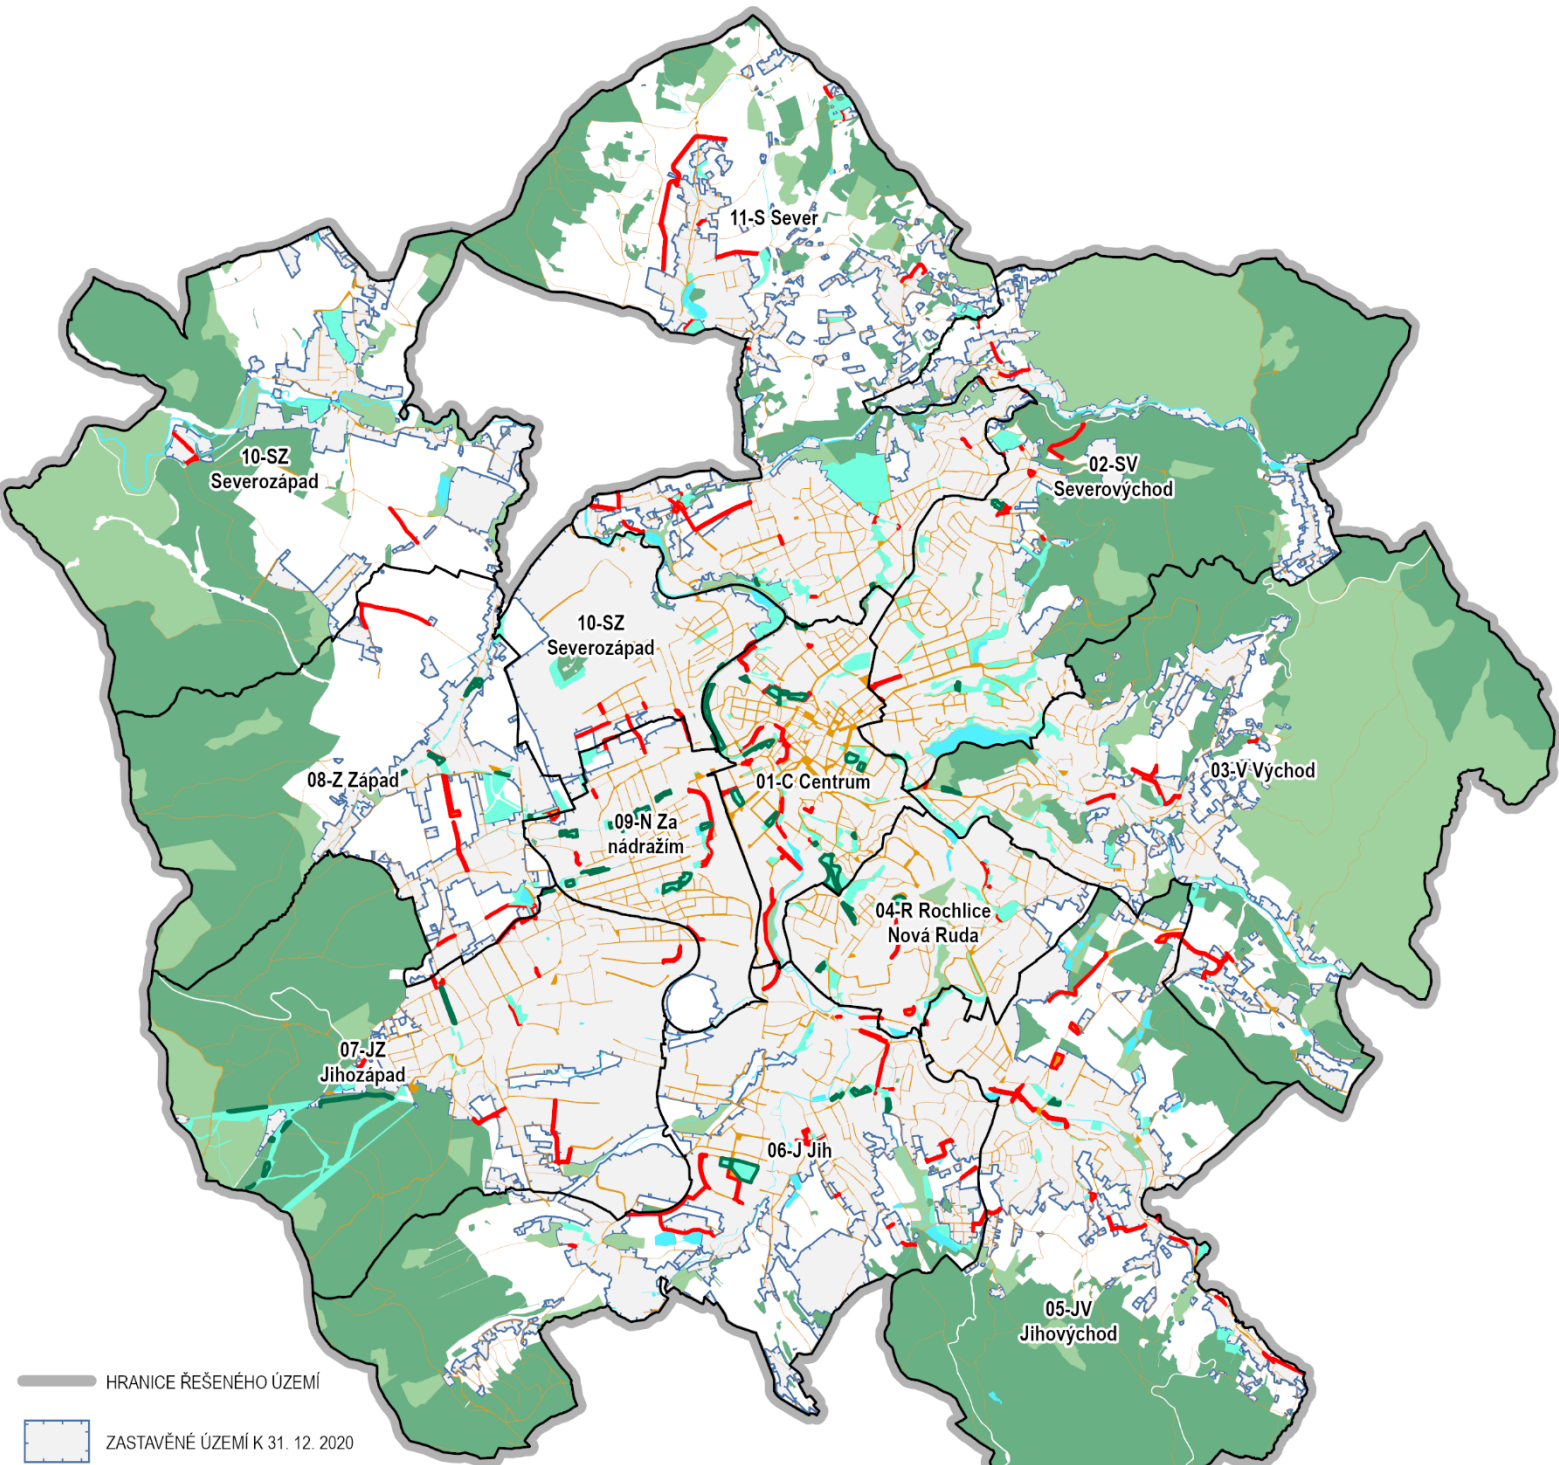 11-S Sever
10-SZ
Severozápad
02-SV
Severovýchod
10-SZ
Severozápad
08-Z Západ
01-C Centrum
03-V Východ
09-N Za
nádražím
04-R Rochlice
Nová Ruda
07-JZ
Jihozápad
06-J Jih
05-JV
Jihovýchod
HRANICE ŘEŠENÉHO ÚZEMÍ
ZASTAVĚNÉ ÚZEMÍ K 31. 12. 2020